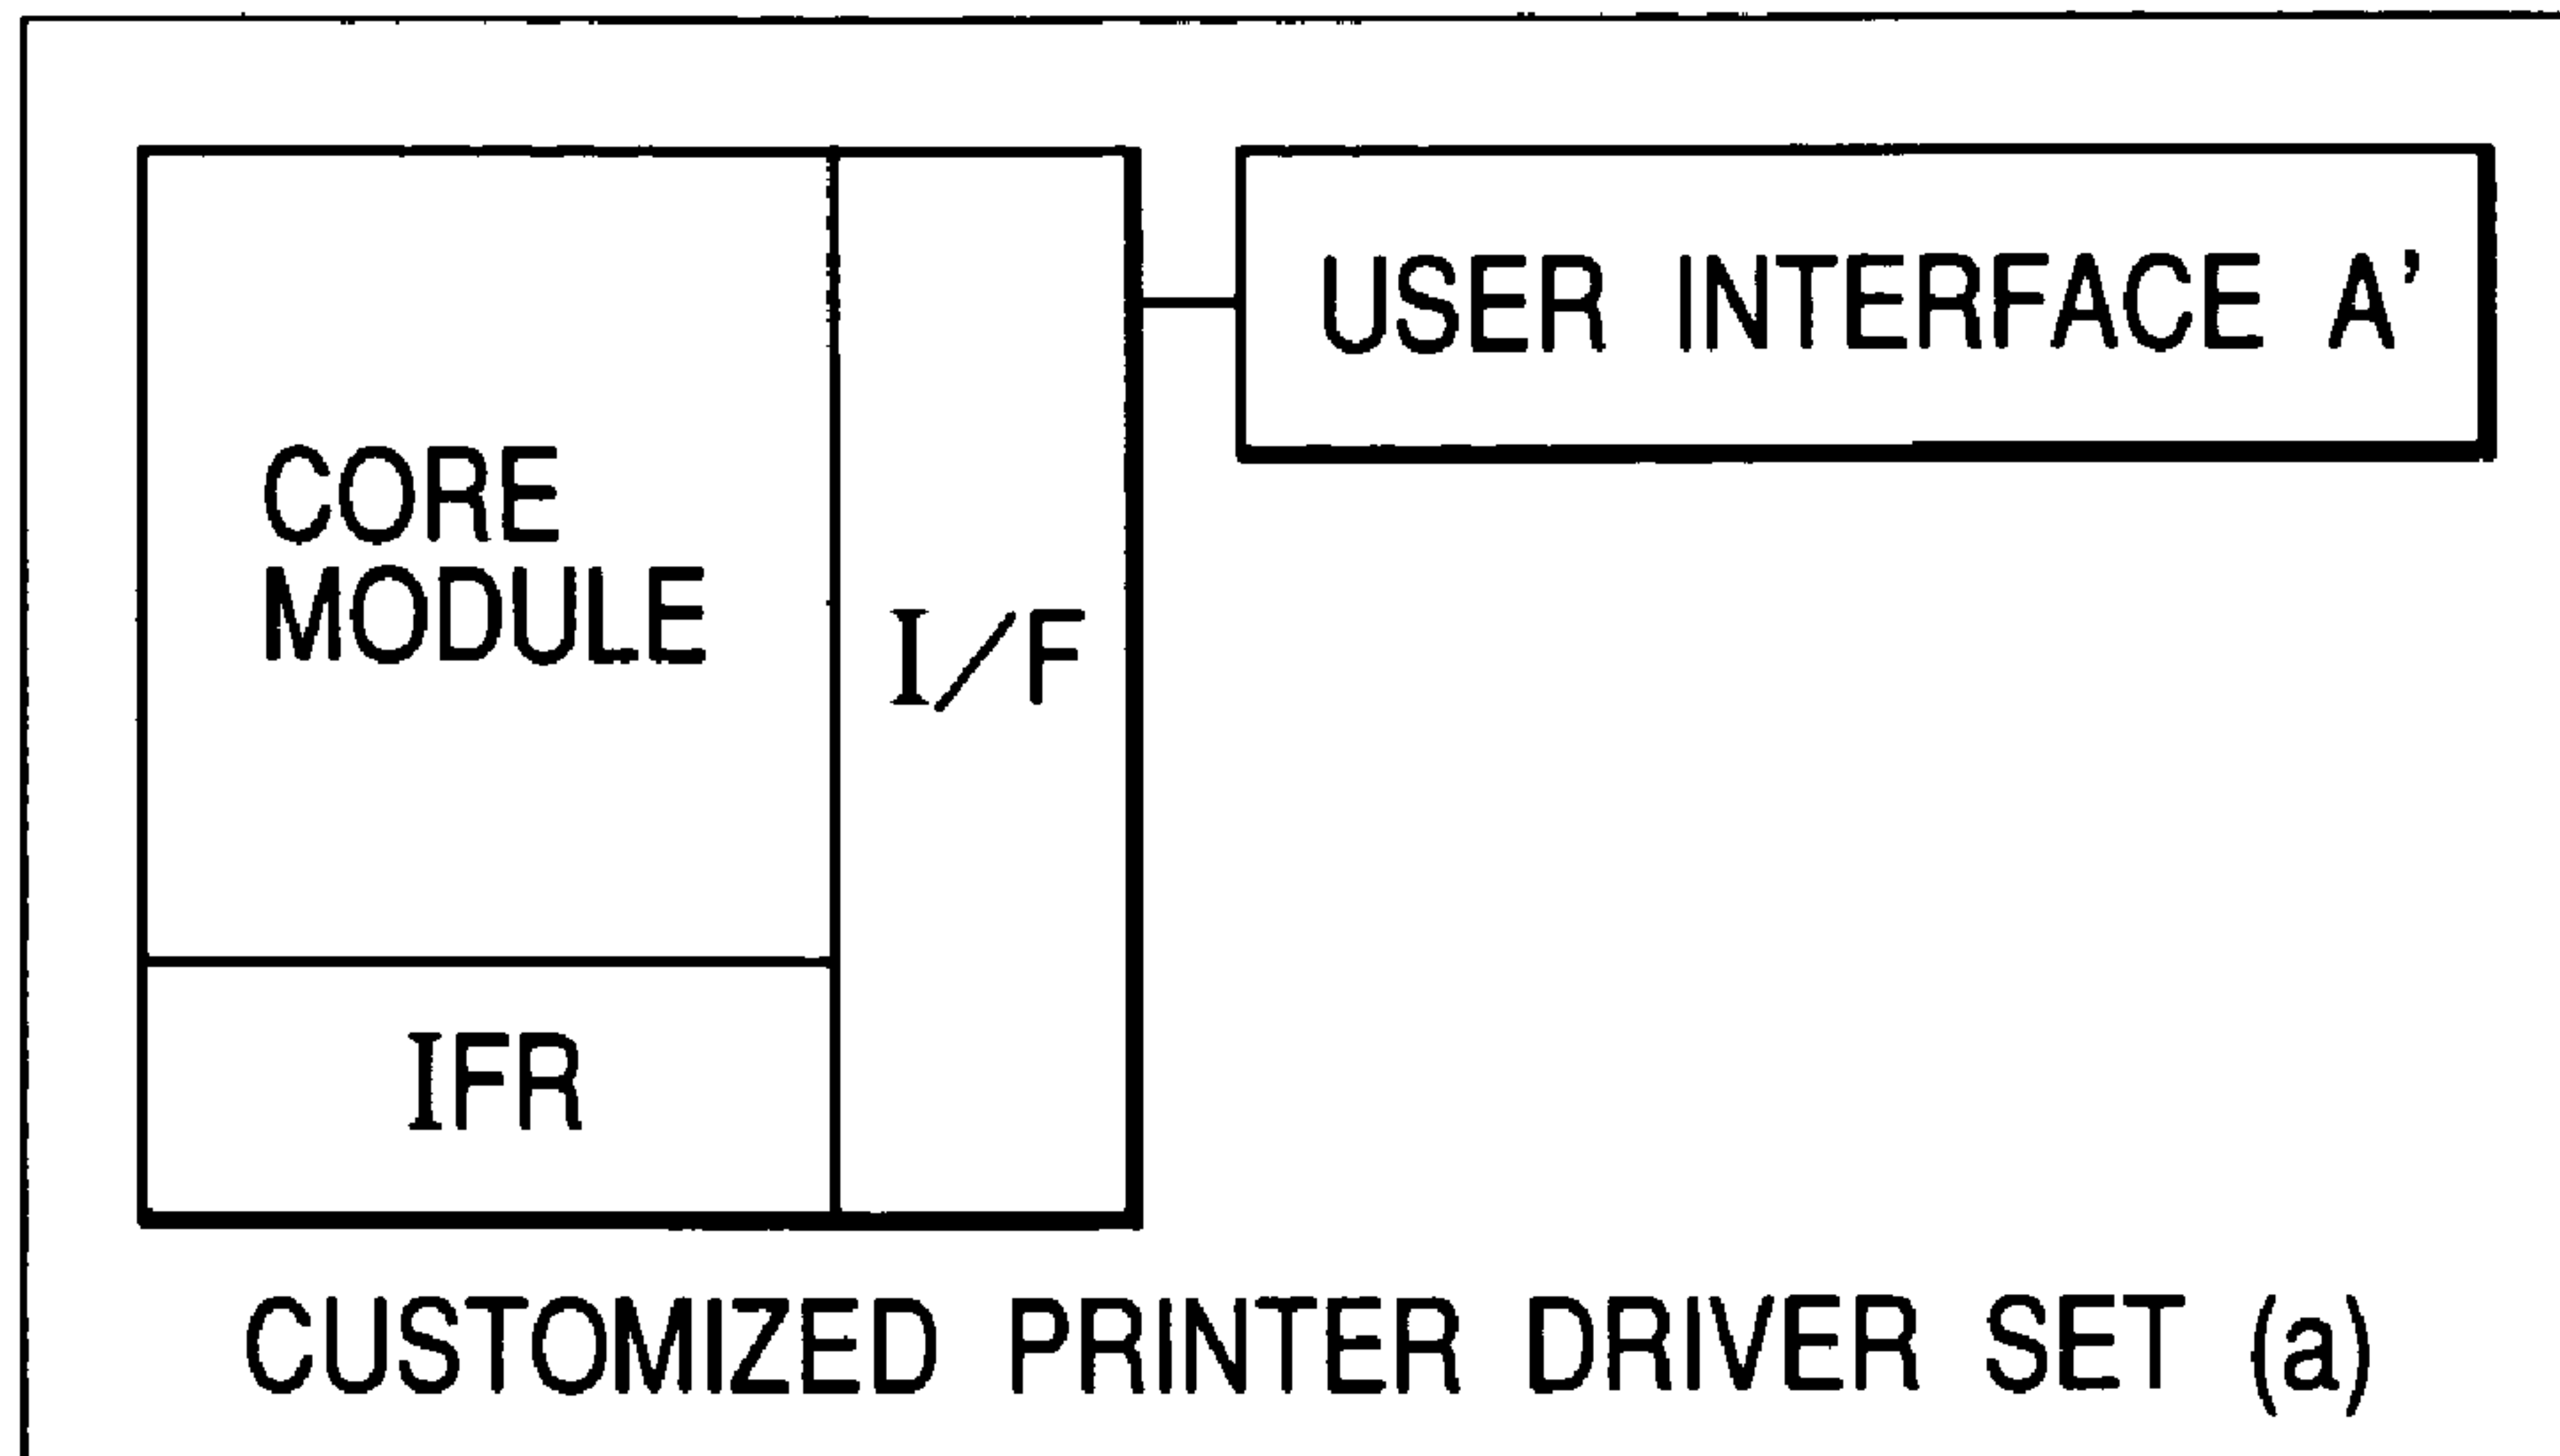 USER INTERFACE A'
CORE
MODULE
I/F
IFR
CUSTOMIZED PRINTER DRIVER SET (a)